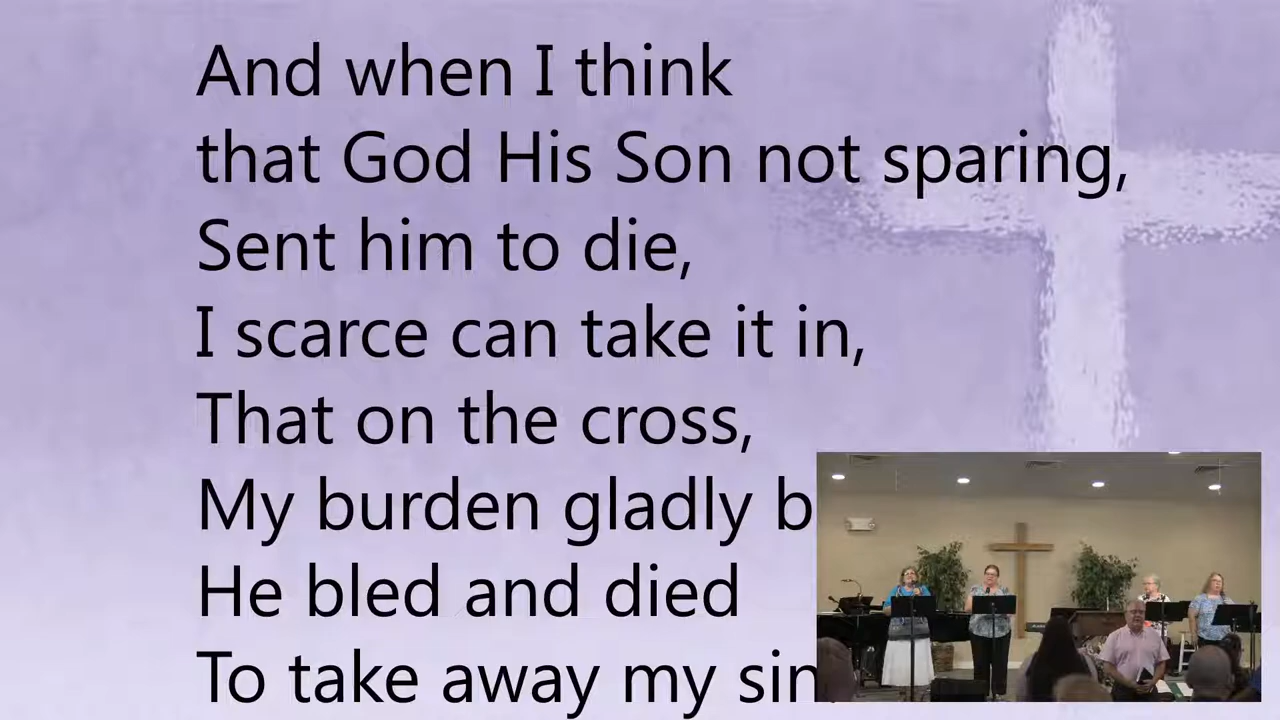 And when I think
that God His Son not sparing,
Sent him to die,
I scarce can take it in,
That on the cross,
My burden gladly b
He bled and died
To take away my sin